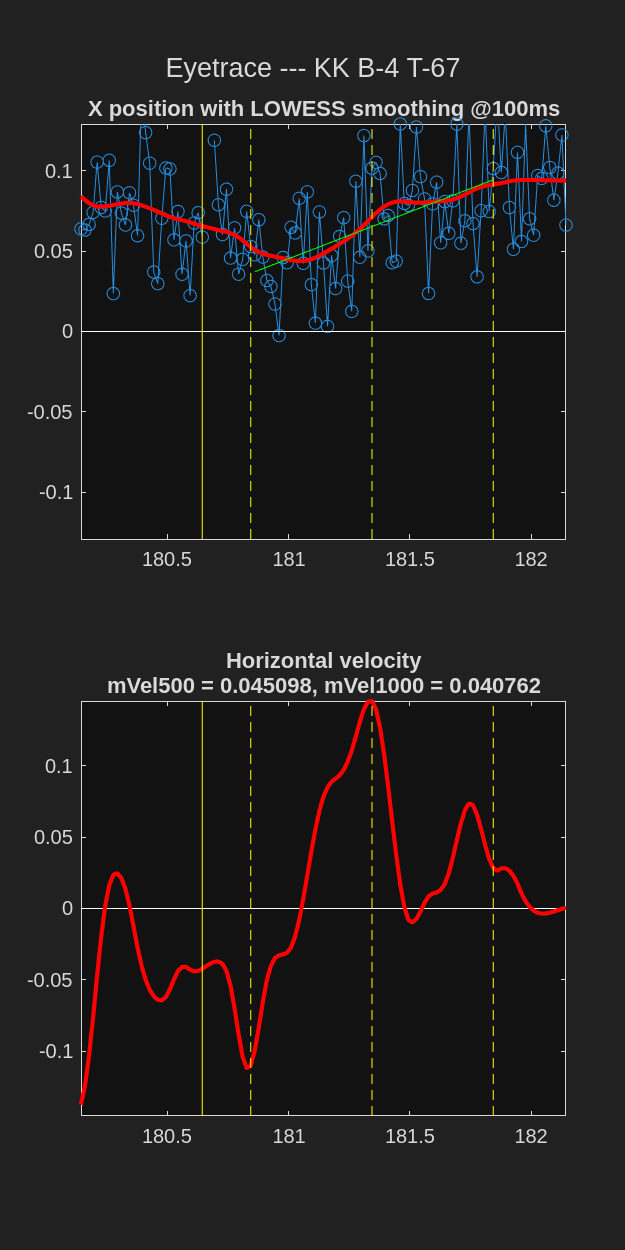 Eyetrace --- KK B-4 T-67
X position with LOWESS smoothing @100ms
0.1
0.05
0
-0.05
-0.1
180.5 181 181.5 182
Horizontal velocity
mVel500 = 0.045098, mVel1000 = 0.040762
0.1
0.05
0
-0.05
-0.1
180.5 181 181.5 182